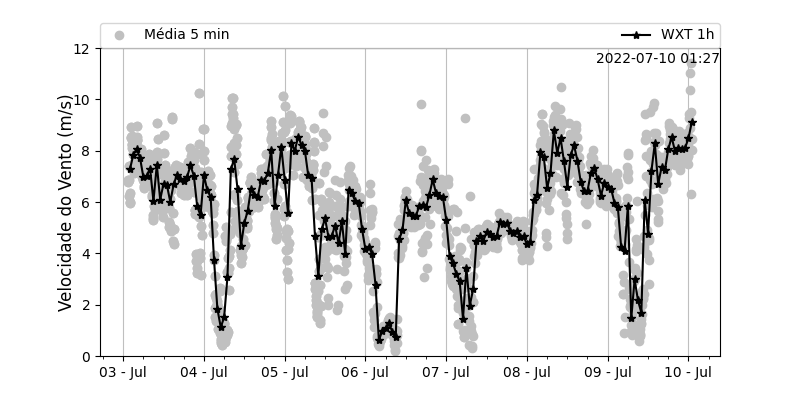 Média 5 min
WXT 1h
2022-07-10 01:27
Velocidade do Vento (m/s)
12
10
8
6
4
2
0
03 - Jul
04 - Jul
05 - Jul
06 - Jul
07 - Jul
08 - Jul
09 - Jul
10 - Jul